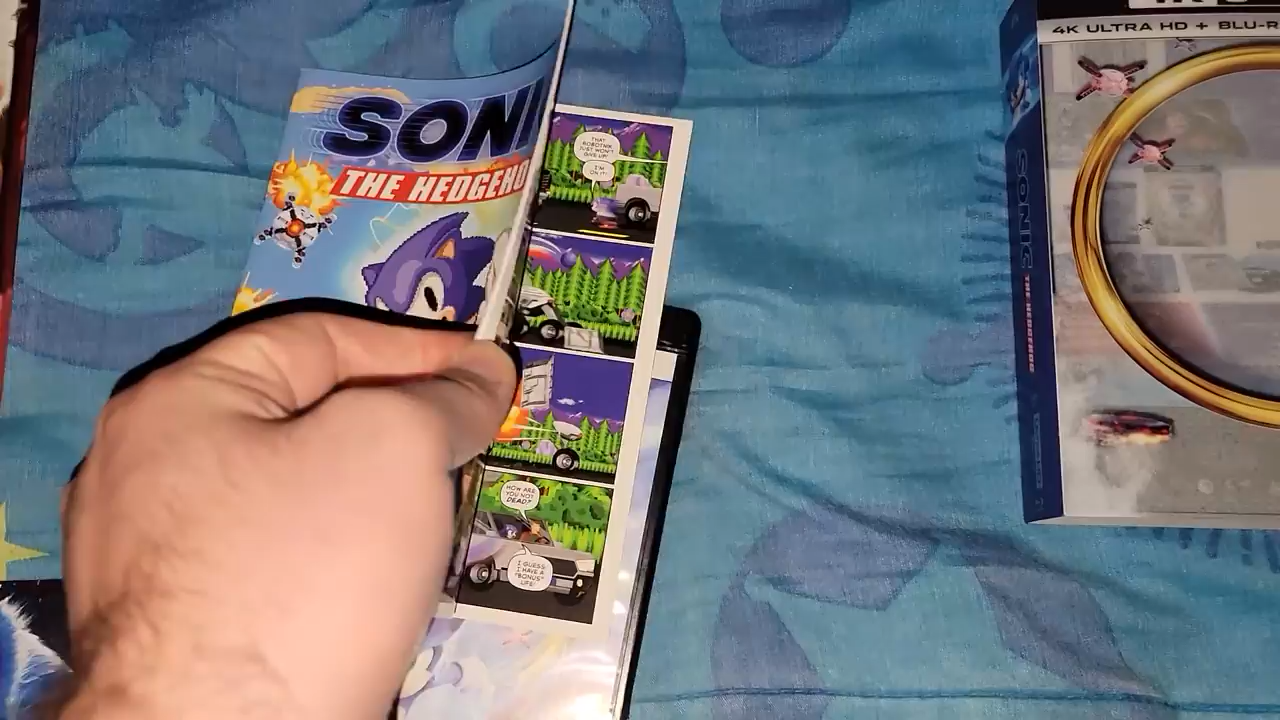 SONI
THE HEDGEHO
THAT
ROBOTNIK
JUST WON'T
GIVE UP!
I'M
ON IT!
HOW ARE
YOU NOT
DEAD?
I GUESS
I HAVE A
"BONUS"
LIFE!
4K ULTRA HD + BLU-R
SONIC
THE HEDGEHOG